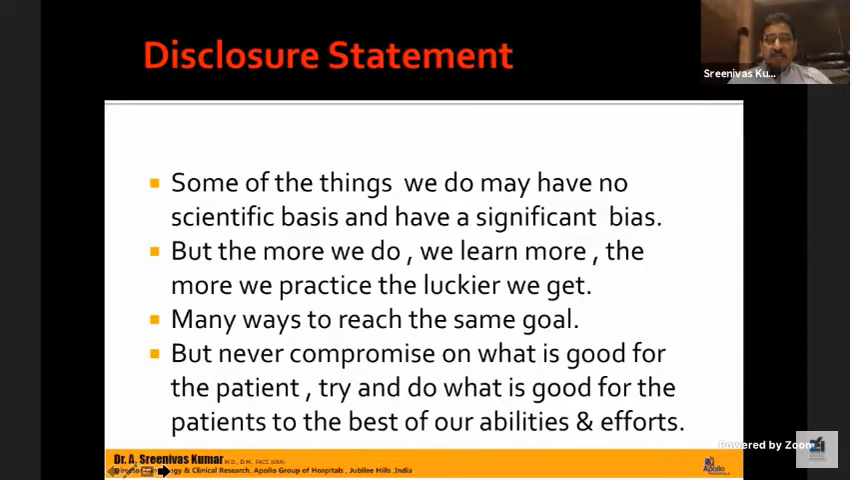 Disclosure Statement
Sreenivas Ku...
Some of the things we do may have no
scientific basis and have a significant bias.
But the more we do , we learn more , the
more we practice the luckier we get.
Many ways to reach the same goal.
But never compromise on what is good for
the patient , try and do what is good for the
patients to the best of our abilities & efforts.
Powered by Zoom
Dr. A. Sreenivas Kumar M.D., D.M., FACC (USA)
& Clinical Research, Apollo Group of Hospitals , Jubilee Hills ,India
Apollo